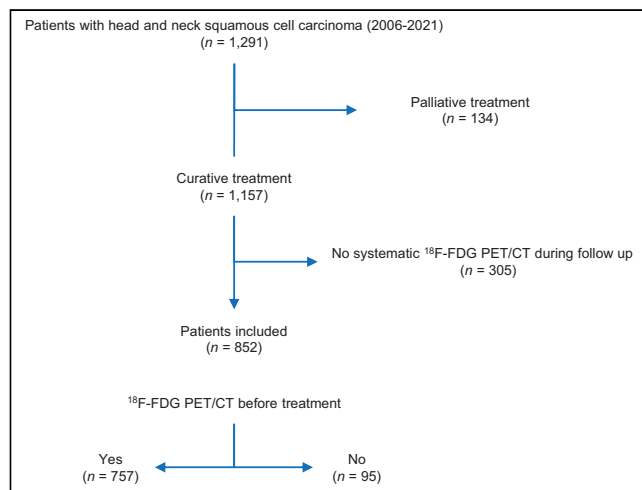 Patients with head and neck squamous cell carcinoma (2006-2021)
(n = 1,291)
Palliative treatment
(n = 134)
Curative treatment
(n = 1,157)
No systematic ¹⁸F-FDG PET/CT during follow up
(n = 305)
Patients included
(n = 852)
¹⁸F-FDG PET/CT before treatment
Yes
(n = 757)
No
(n = 95)